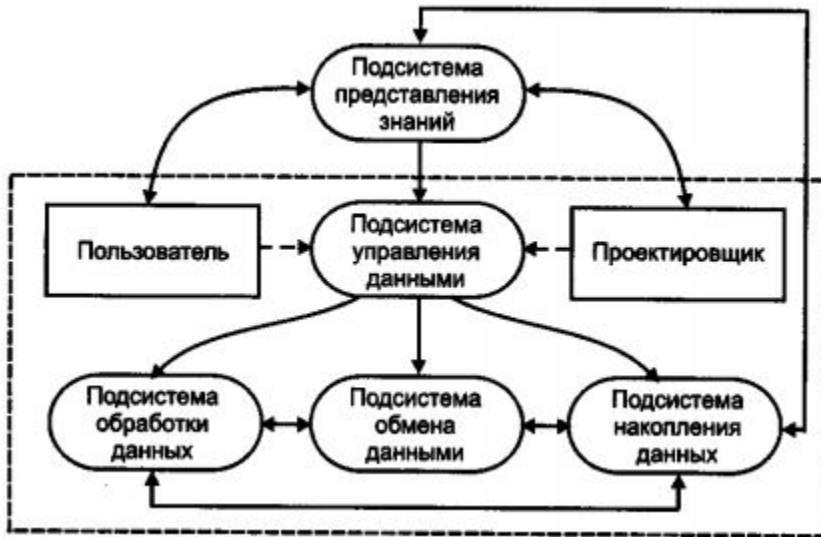 Подсистема
представления
знаний
Пользователь
Подсистема
управления
данными
Проектировщик
Подсистема
обработки
данных
Подсистема
обмена
данными
Подсистема
накопления
данных